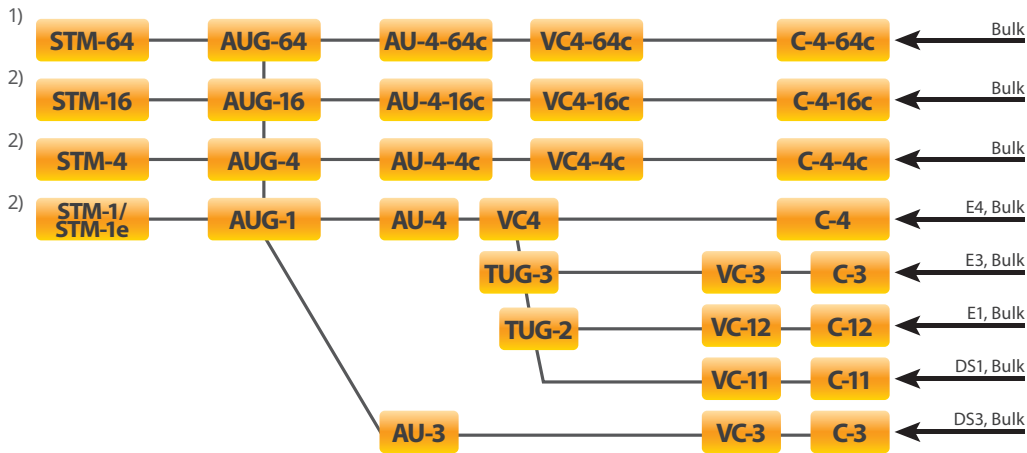 1) STM-64 AUG-64 AU-4-64c VC4-64c C-4-64c Bulk
2) STM-16 AUG-16 AU-4-16c VC4-16c C-4-16c Bulk
2) STM-4 AUG-4 AU-4-4c VC4-4c C-4-4c Bulk
2) STM-1/
STM-1e AUG-1 AU-4 VC4 C-4 E4, Bulk
TUG-3 VC-3 C-3 E3, Bulk
TUG-2 VC-12 C-12 E1, Bulk
VC-11 C-11 DS1, Bulk
AU-3 VC-3 C-3 DS3, Bulk